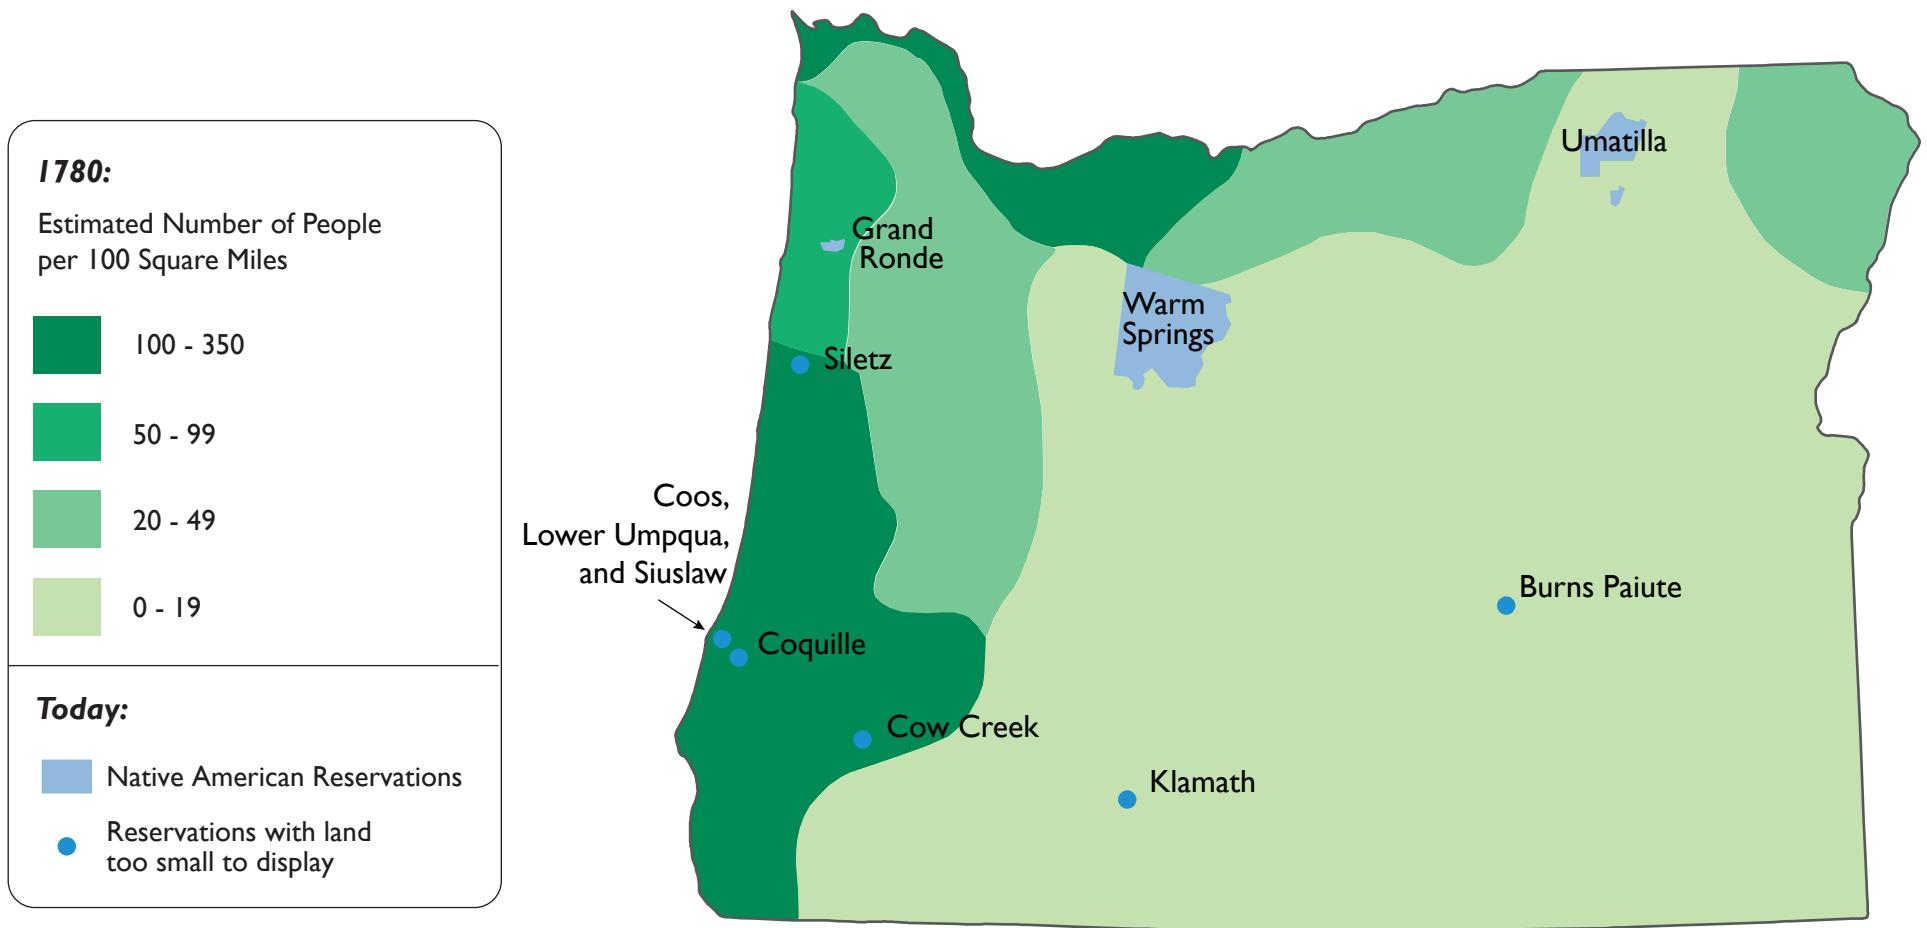 1780:
Estimated Number of People
per 100 Square Miles
100 - 350
50 - 99
20 - 49
0 - 19
Today:
Native American Reservations
Reservations with land
too small to display
Umatilla
Grand
Ronde
Warm
Springs
Siletz
Coos,
Lower Umpqua,
and Siuslaw
Burns Paiute
Coquille
Cow Creek
Klamath